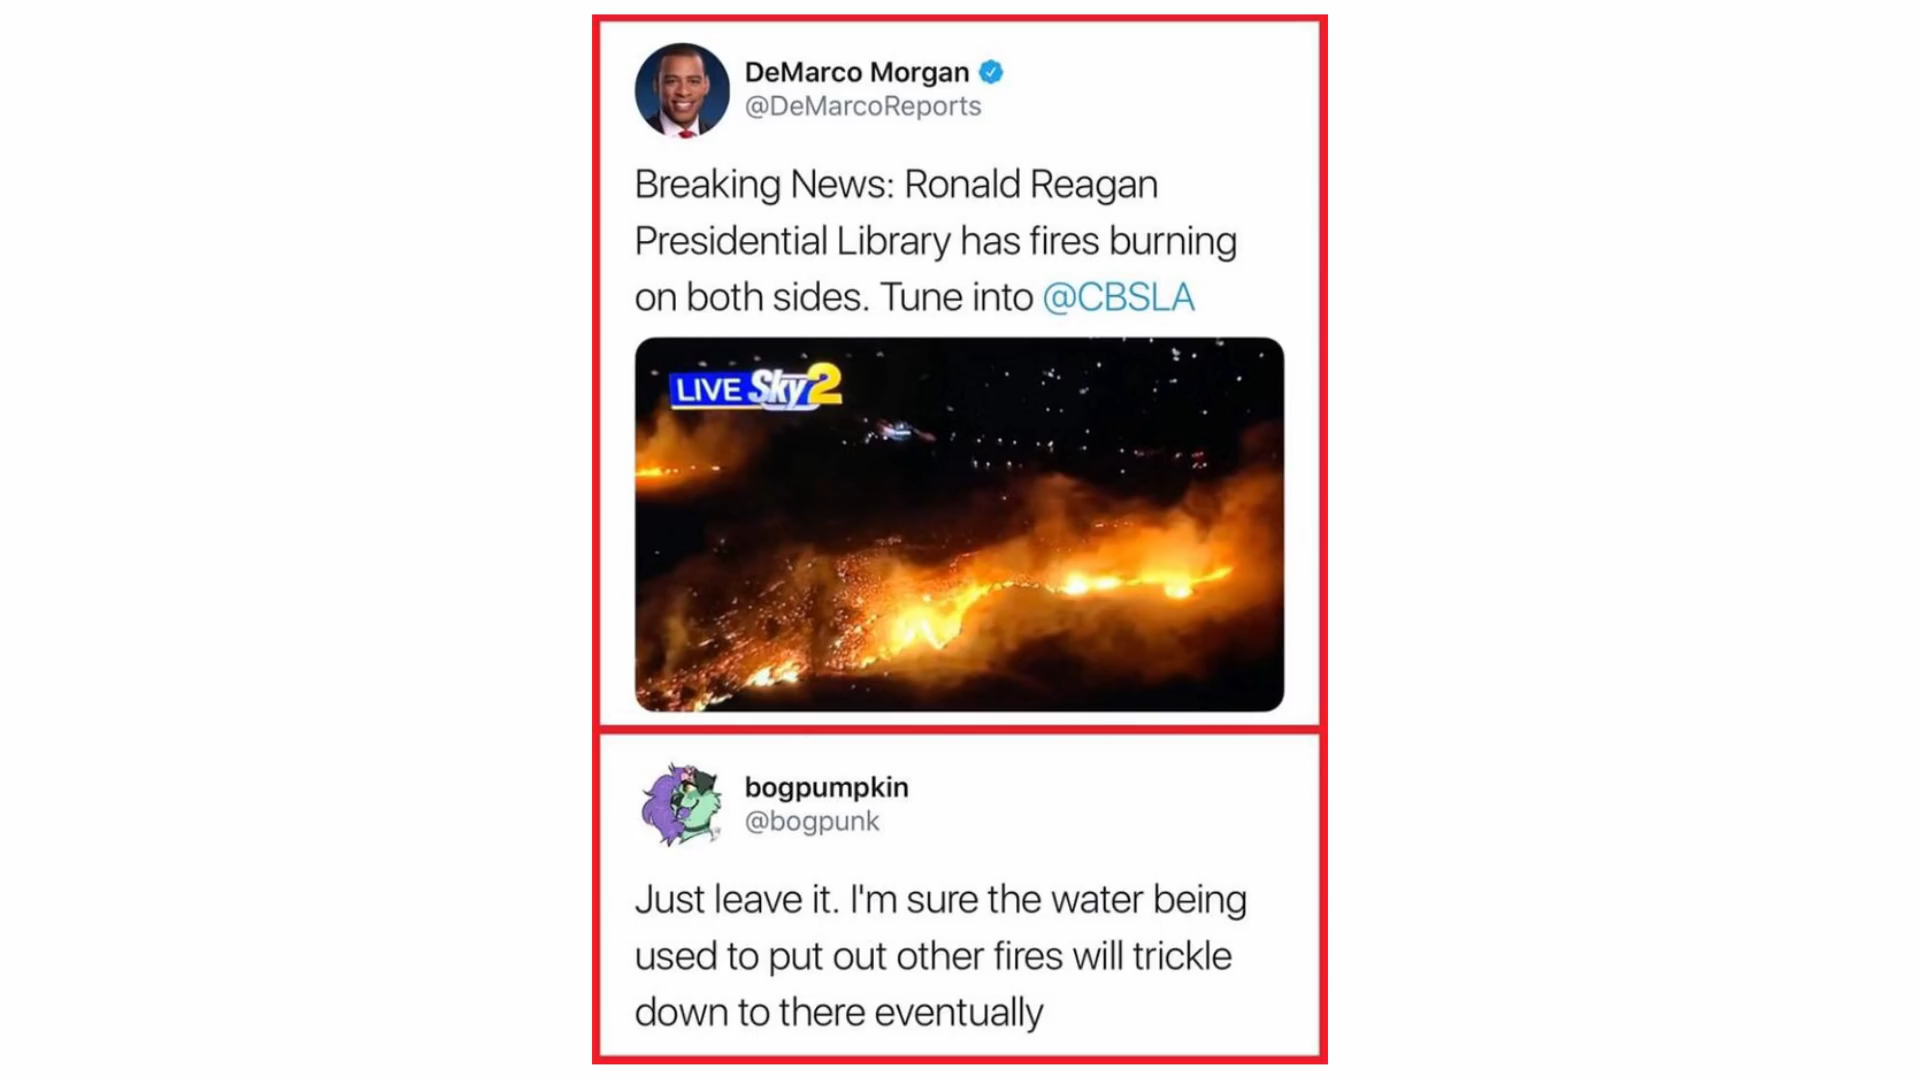 DeMarco Morgan
@DeMarcoReports
Breaking News: Ronald Reagan
Presidential Library has fires burning
on both sides. Tune into @CBSLA
LIVE Sky2
bogpumpkin
@bogpunk
Just leave it. I'm sure the water being
used to put out other fires will trickle
down to there eventually